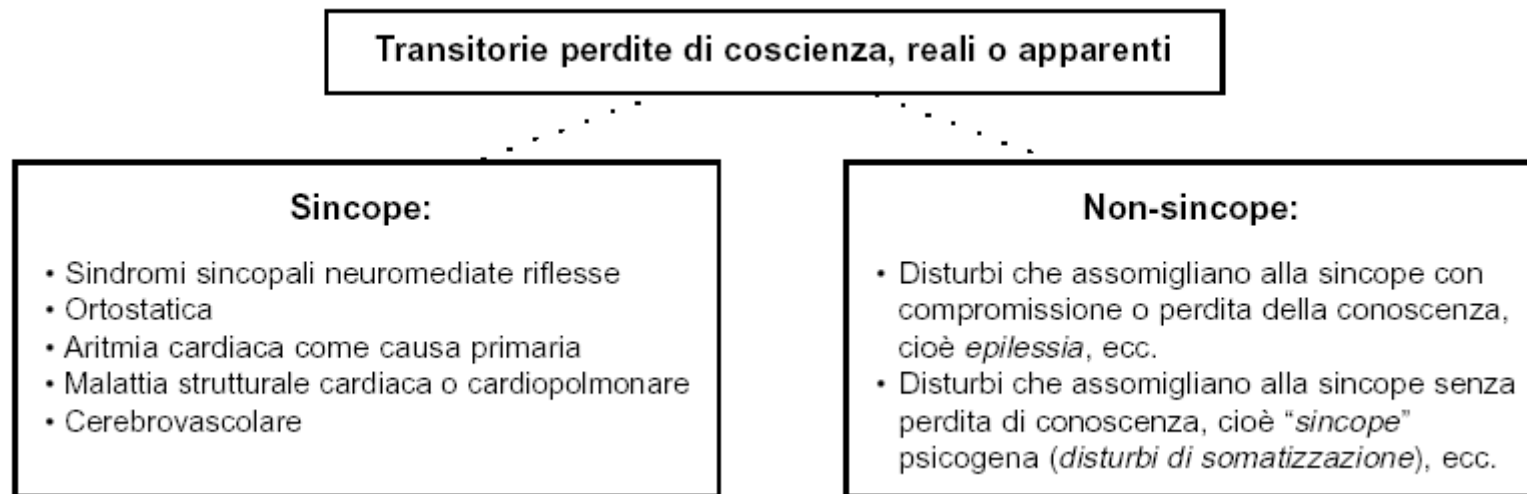 Transitorie perdite di coscienza, reali o apparenti
Sincope:
• Sindromi sincopali neuromediate riflesse
• Ortostatica
• Aritmia cardiaca come causa primaria
• Malattia strutturale cardiaca o cardiopolmonare
• Cerebrovascolare
Non-sincope:
• Disturbi che assomigliano alla sincope con
compromissione o perdita della conoscenza,
cioè epilessia, ecc.
• Disturbi che assomigliano alla sincope senza
perdita di conoscenza, cioè “sincope”
psicogena (disturbi di somatizzazione), ecc.